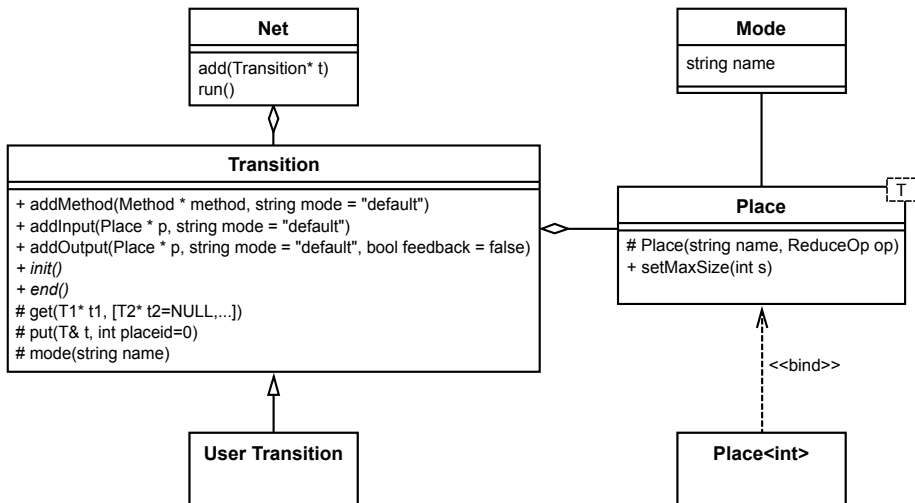 Net
add(Transition* t)
run()
Mode
string name
Transition
+ addMethod(Method * method, string mode = "default")
+ addInput(Place * p, string mode = "default")
+ addOutput(Place * p, string mode = "default", bool feedback = false)
+ init()
+ end()
# get(T1* t1, [T2* t2=NULL,...])
# put(T& t, int placeid=0)
# mode(string name)
T
Place
# Place(string name, ReduceOp op)
+ setMaxSize(int s)
<<bind>>
User Transition
Place<int>